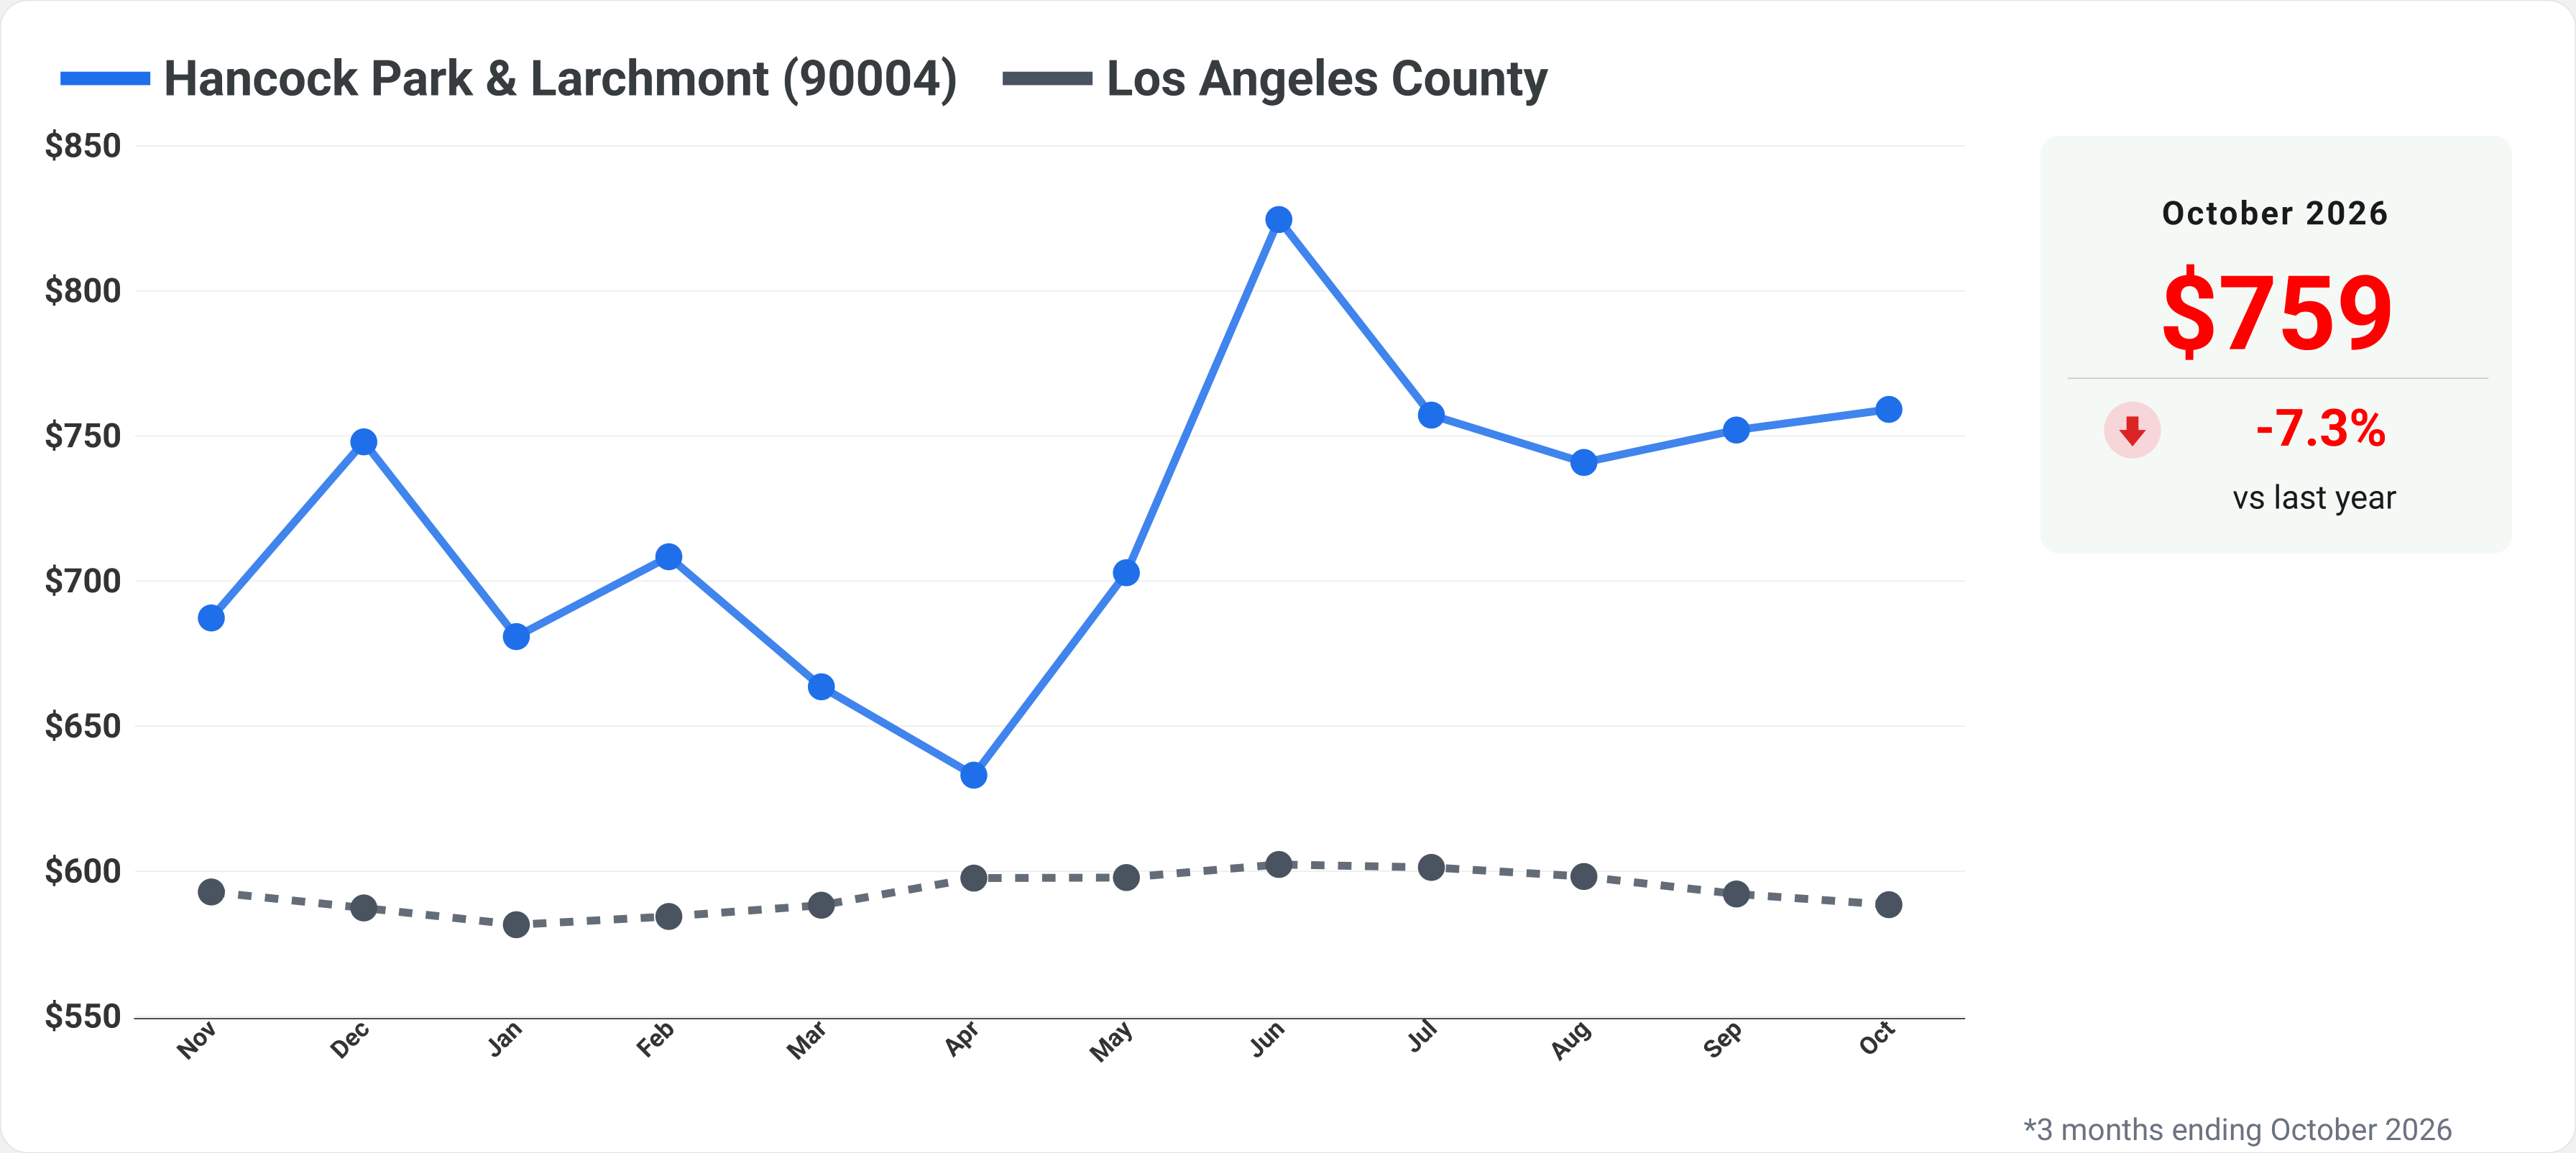 Hancock Park & Larchmont (90004) Los Angeles County
$850
$800
$750
$700
$650
$600
$550
Nov Dec Jan Feb Mar Apr May Jun Jul Aug Sep Oct
October 2026
$759
-7.3%
vs last year
*3 months ending October 2026